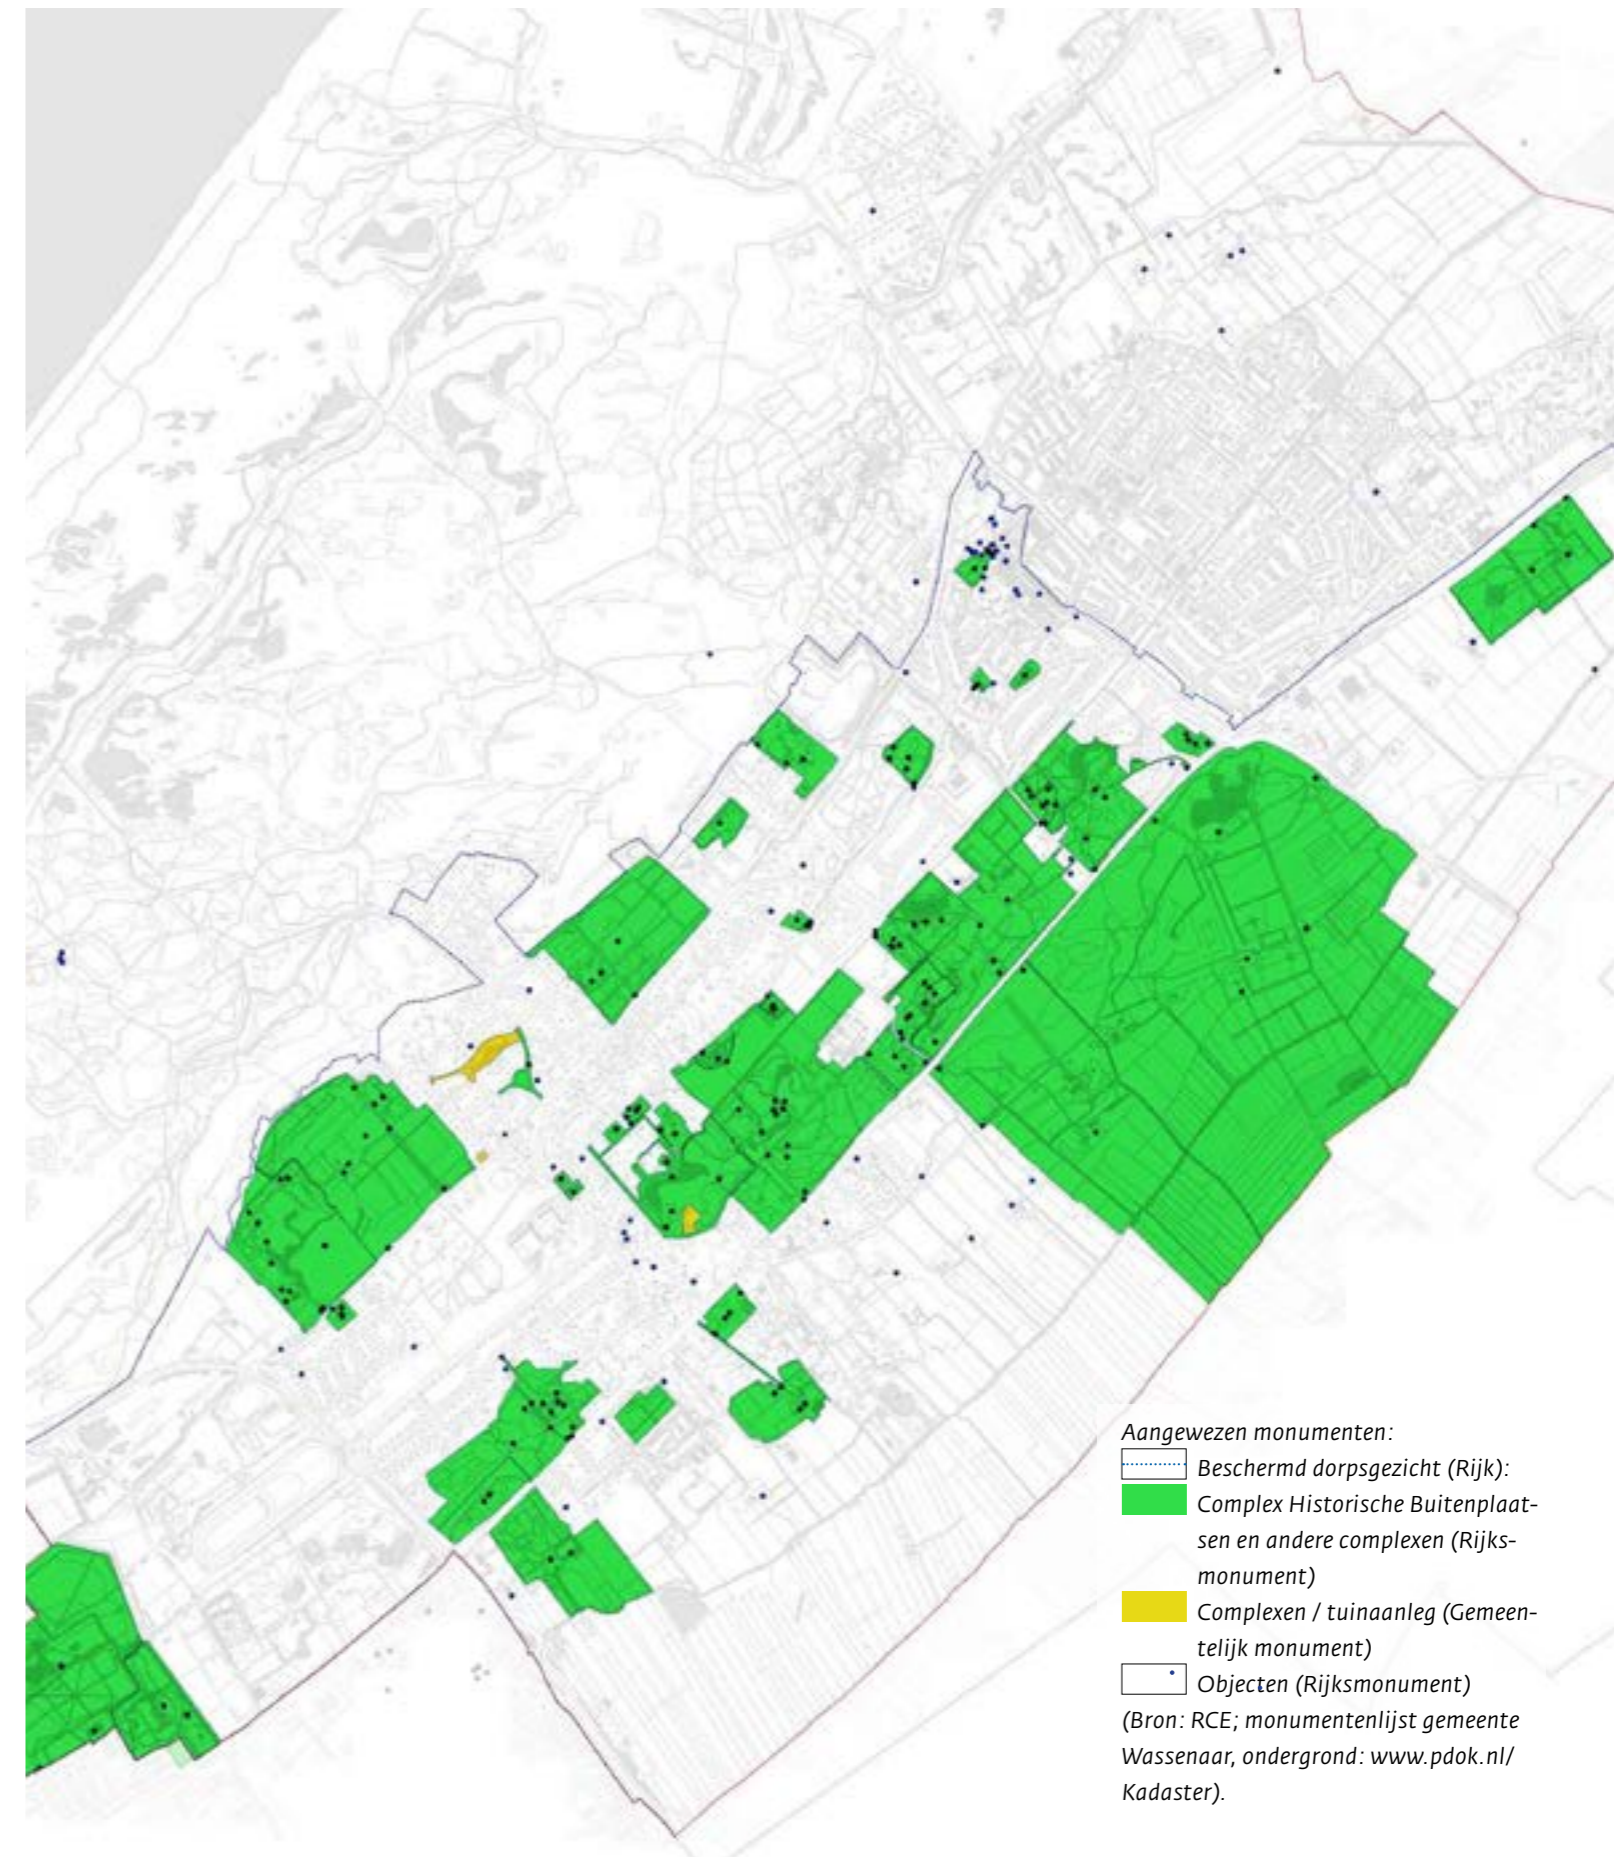 Aangewezen monumenten:
Beschermd dorpsgezicht (Rijk):
Complex Historische Buitenplaat-
sen en andere complexen (Rijks-
monument)
Complexen / tuinaanleg (Gemeen-
telijk monument)
Objecten (Rijksmonument)
(Bron: RCE; monumentenlijst gemeente
Wassenaar, ondergrond: www.pdok.nl/
Kadaster).